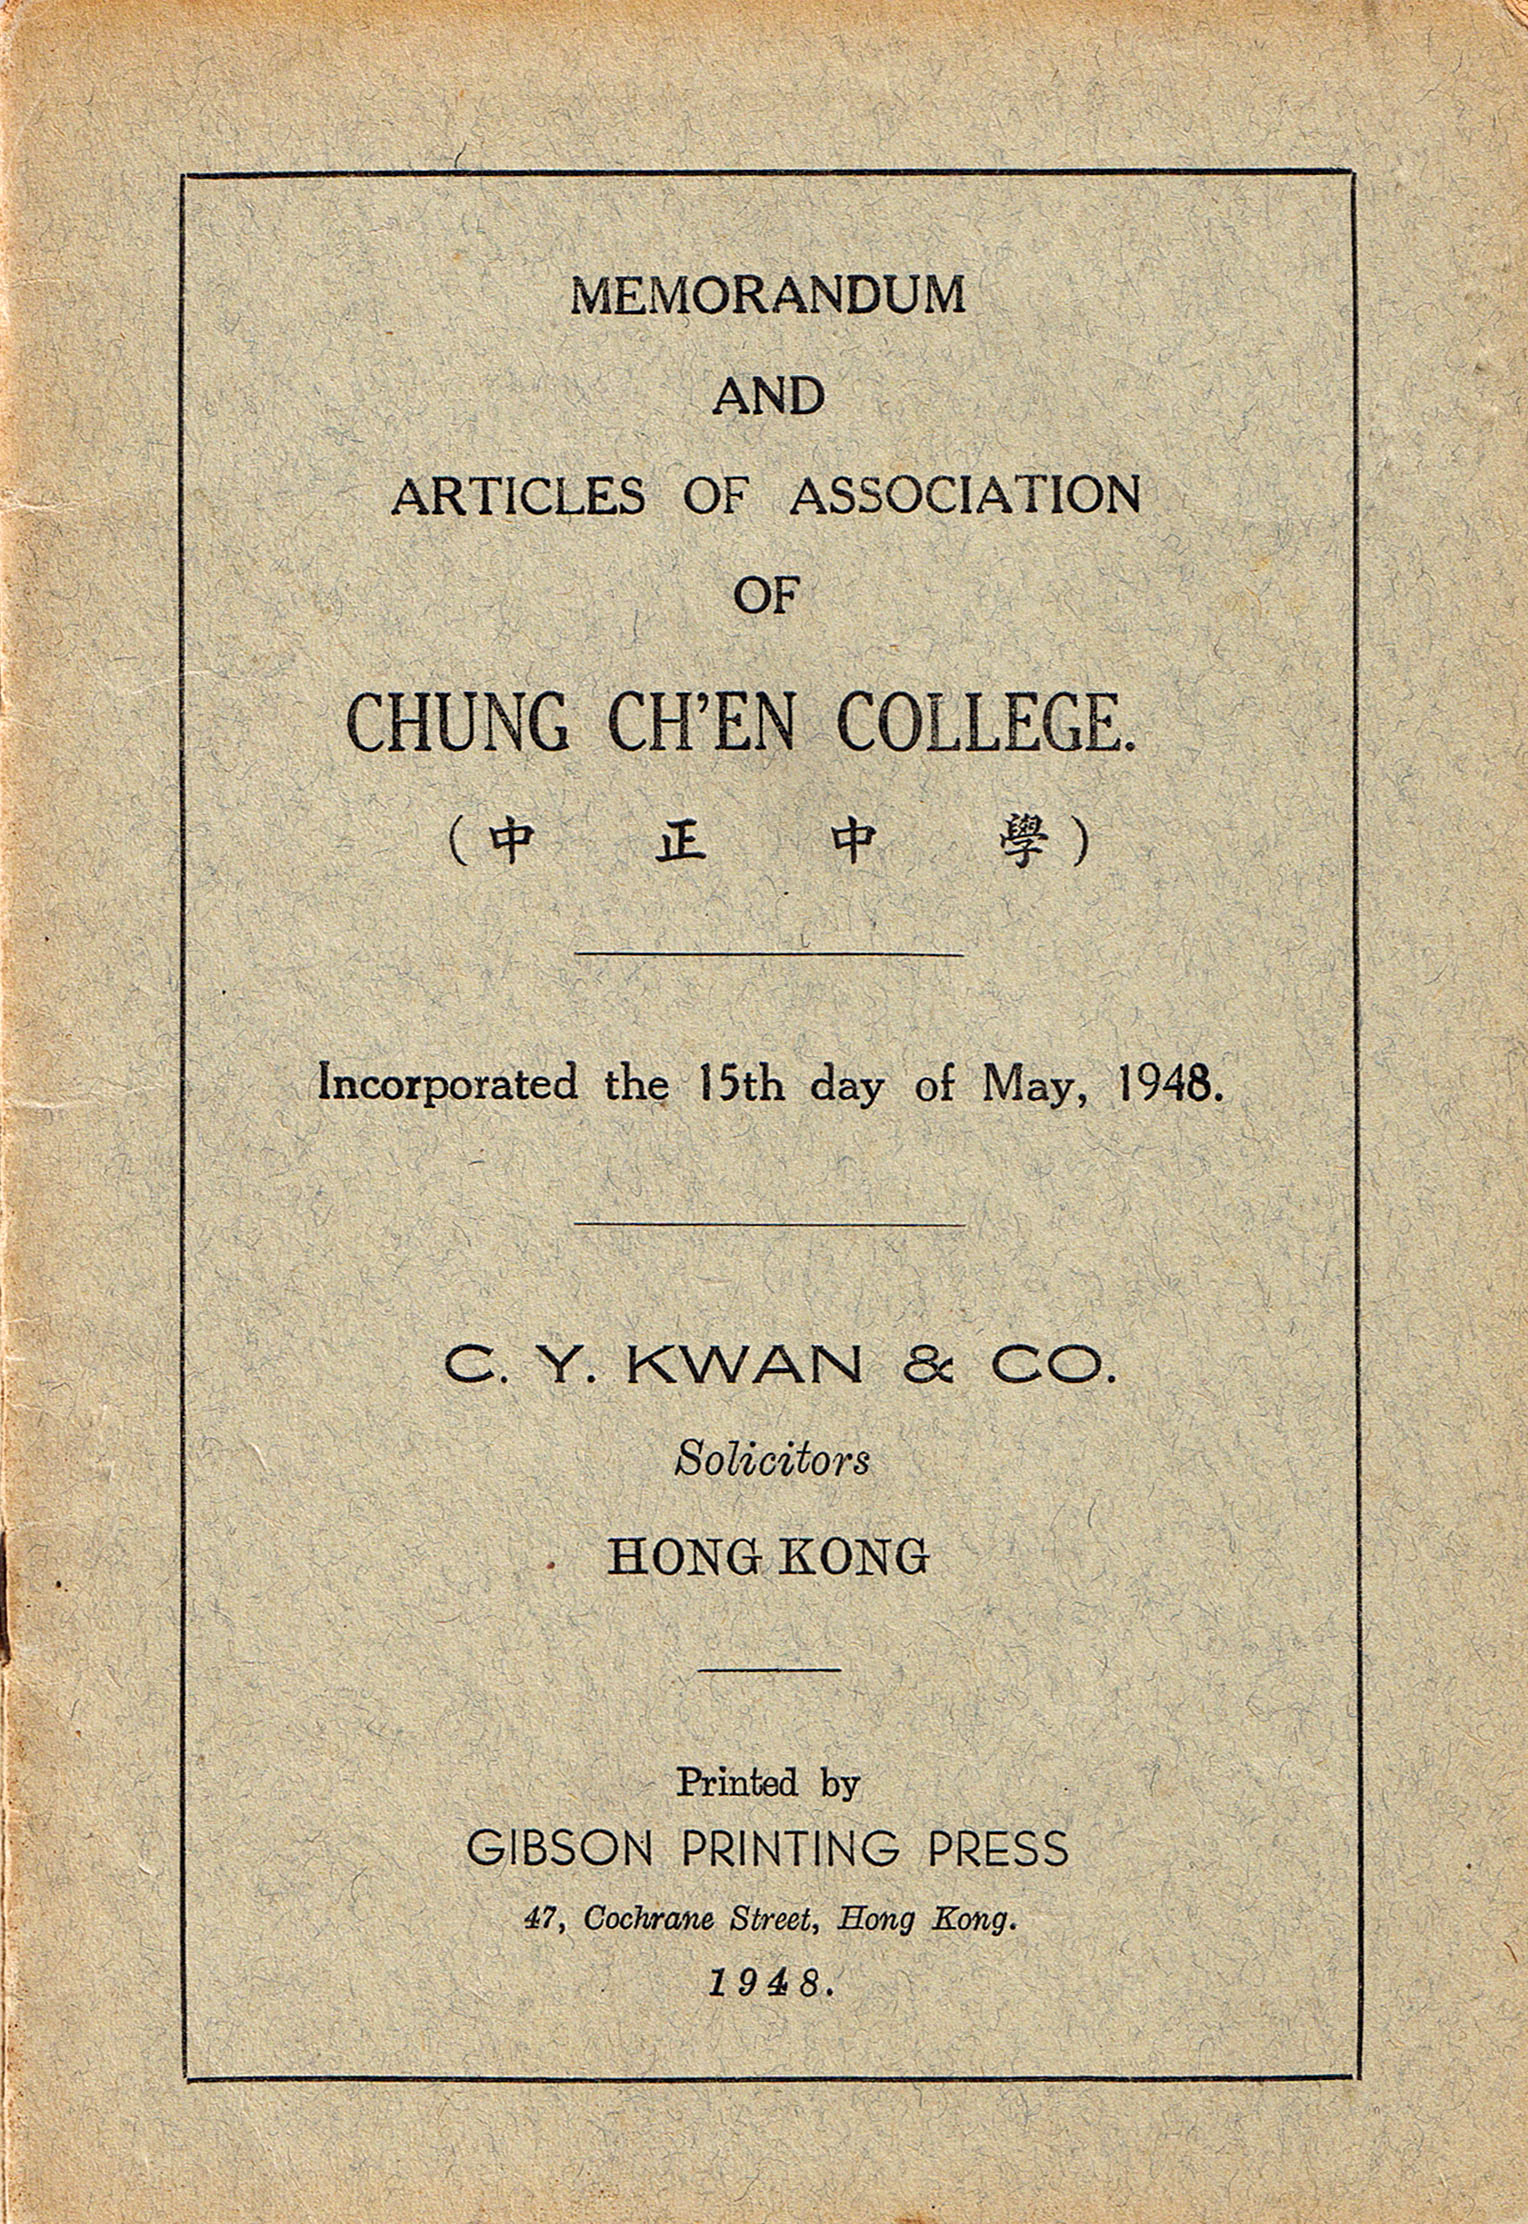 MEMORANDUM
AND
ARTICLES OF ASSOCIATION
OF
CHUNG CH'EN COLLEGE.
(中正中學)
Incorporated the 15th day of May, 1948.
C. Y. KWAN & CO.
Solicitors
HONG KONG
Printed by
GIBSON PRINTING PRESS
47, Cochrane Street, Hong Kong.
1948.